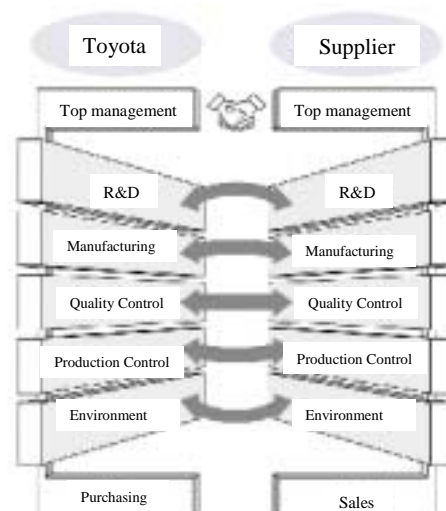 Toyota Supplier
Top management Top management
R&D R&D
Manufacturing Manufacturing
Quality Control Quality Control
Production Control Production Control
Environment Environment
Purchasing Sales